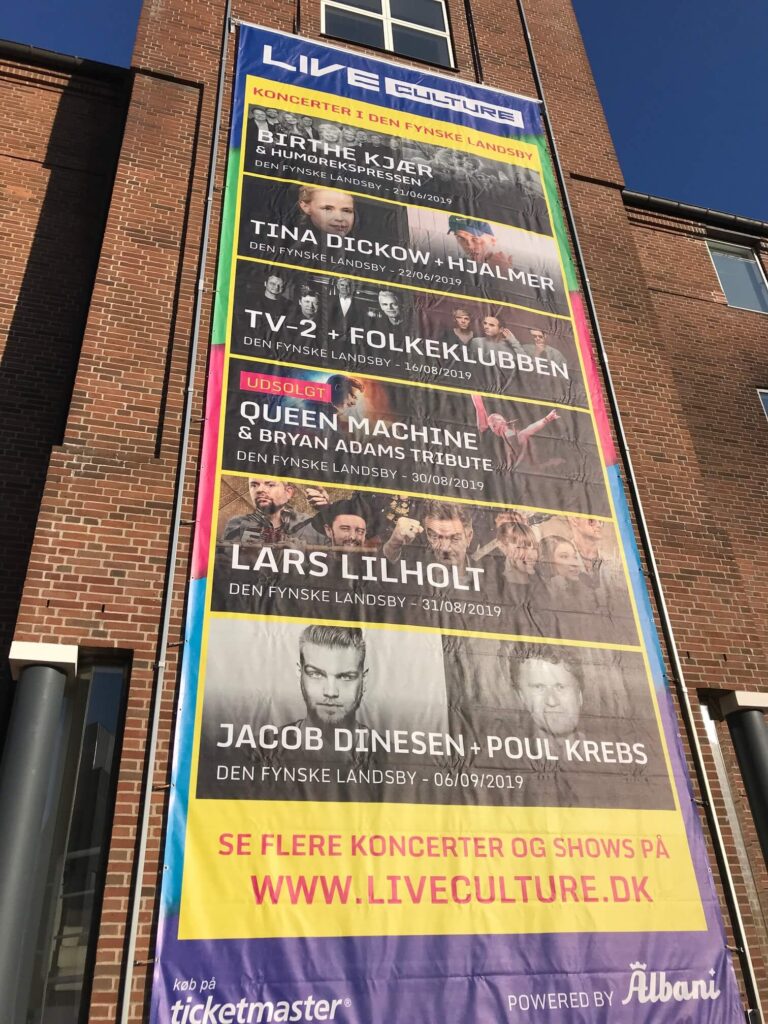 LIVE CULTURE
KONCERTER I DEN FYNSKE LANDSBY
BIRTHE KJÆR
& HUMØREKSPRESSEN
DEN FYNSKE LANDSBY - 21/06/2019
TINA DICKOW + HJALMER
DEN FYNSKE LANDSBY - 22/06/2019
TV-2 + FOLKEKLUBBEN
DEN FYNSKE LANDSBY - 16/08/2019
UDSOLGT
QUEEN MACHINE
& BRYAN ADAMS TRIBUTE
DEN FYNSKE LANDSBY - 30/08/2019
LARS LILHOLT
DEN FYNSKE LANDSBY - 31/08/2019
JACOB DINESEN + POUL KREBS
DEN FYNSKE LANDSBY - 06/09/2019
SE FLERE KONCERTER OG SHOWS PÅ
WWW.LIVECULTURE.DK
køb på
ticketmaster®
POWERED BY Albani